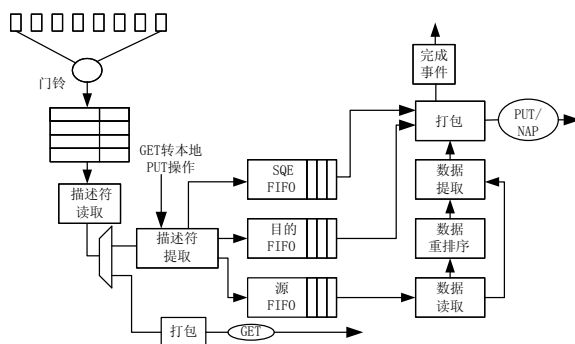 门铃
描述符
读取
GET转本地
PUT操作
描述符
提取
SQE
FIFO
目的
FIFO
源
FIFO
打包
GET
完成
事件
打包
PUT/
NAP
数据
提取
数据
重排序
数据
读取